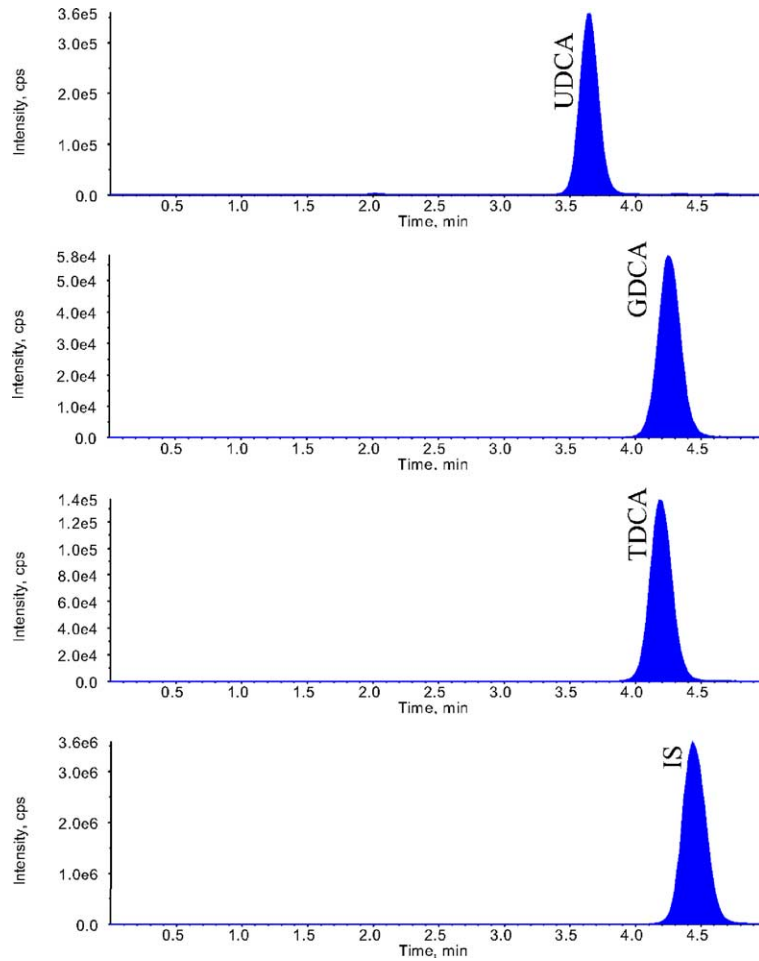 3.6e5
3.0e5
2.0e5
1.0e5
0.0
Intensity, cps
UDCA
0.5 1.0 1.5 2.0 2.5 3.0 3.5 4.0 4.5
Time, min
5.8e4
5.0e4
4.0e4
3.0e4
2.0e4
1.0e4
0.0
Intensity, cps
GDCA
0.5 1.0 1.5 2.0 2.5 3.0 3.5 4.0 4.5
Time, min
1.4e5
1.2e5
1.0e5
8.0e4
6.0e4
4.0e4
2.0e4
0.0
Intensity, cps
TDCA
0.5 1.0 1.5 2.0 2.5 3.0 3.5 4.0 4.5
Time, min
3.6e6
3.0e6
2.0e6
1.0e6
0.0
Intensity, cps
IS
0.5 1.0 1.5 2.0 2.5 3.0 3.5 4.0 4.5
Time, min